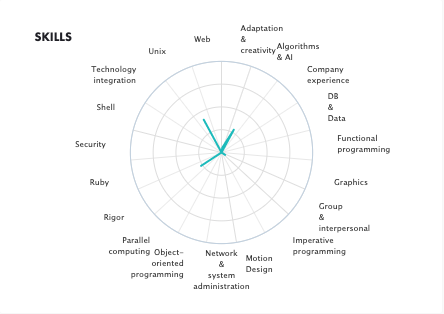 SKILLS
Web
Adaptation
&
creativity
Algorithms
& AI
Company
experience
DB
&
Data
Functional
programming
Graphics
Group
&
interpersonal
Imperative
programming
Motion
Design
Network
&
system
administration
Object-
oriented
programming
Parallel
computing
Rigor
Ruby
Security
Shell
Technology
integration
Unix